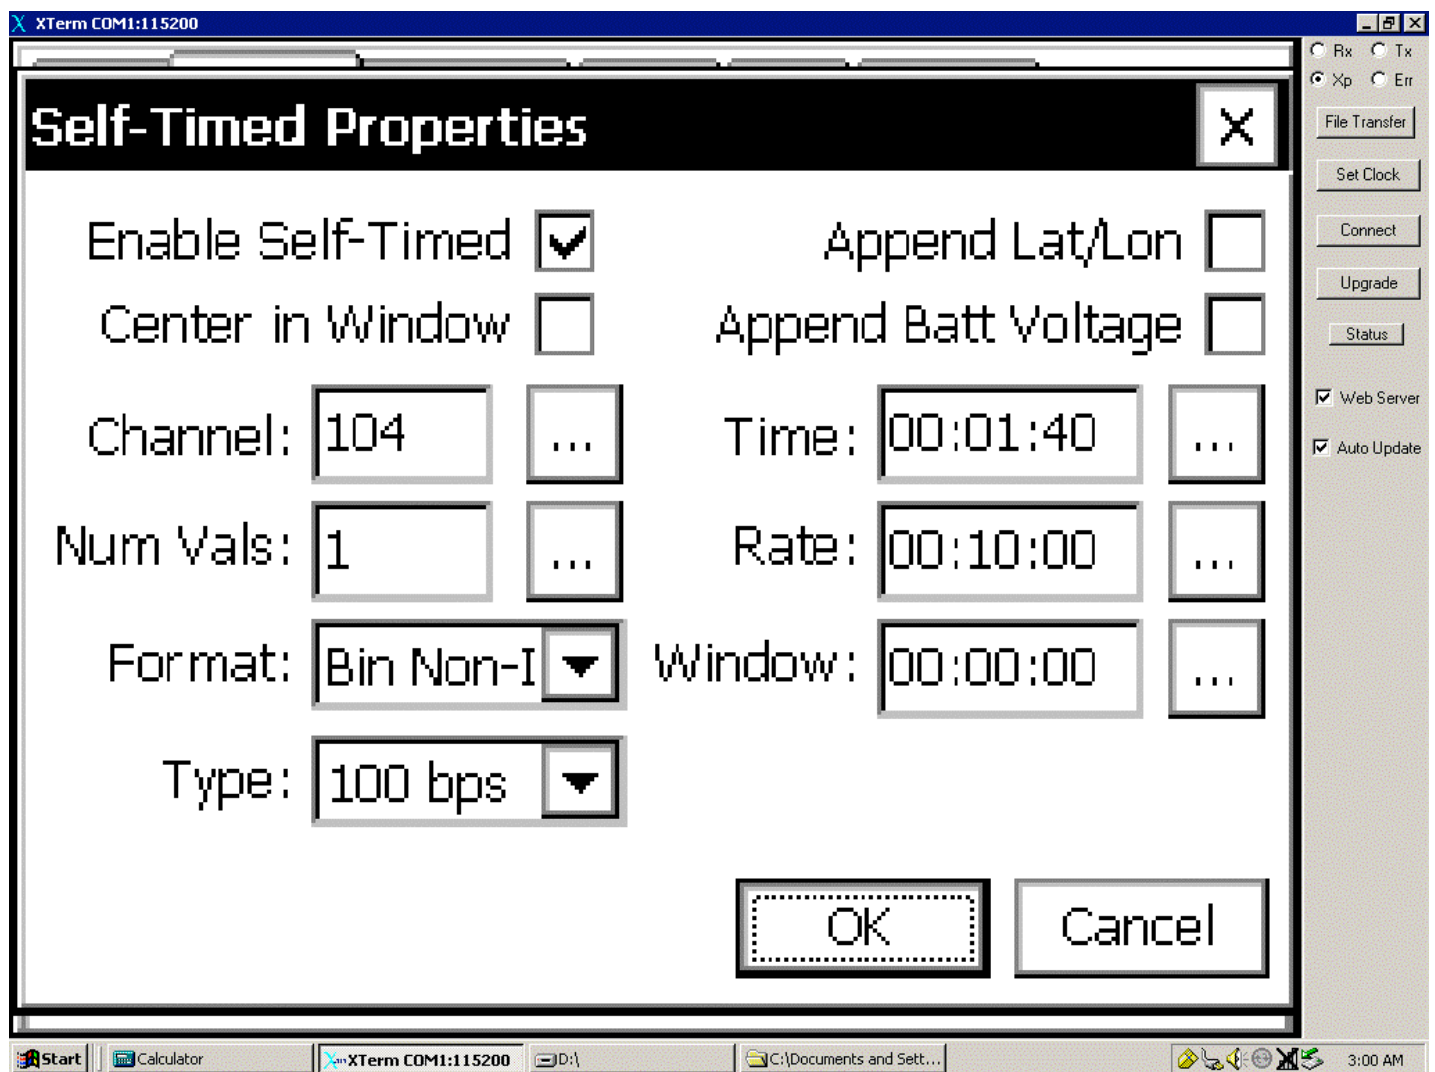 XTerm COM1:115200
Rx Tx
Xp Err
File Transfer
Set Clock
Connect
Upgrade
Status
Web Server
Auto Update
Self-Timed Properties
Enable Self-Timed Append Lat/Lon
Center in Window Append Batt Voltage
Channel: 104 ... Time: 00:01:40 ...
Num Vals: 1 ... Rate: 00:10:00 ...
Format: Bin Non-I Window: 00:00:00 ...
Type: 100 bps
OK Cancel
Start Calculator XTerm COM1:115200 D:\ C:\Documents and Sett... 3:00 AM